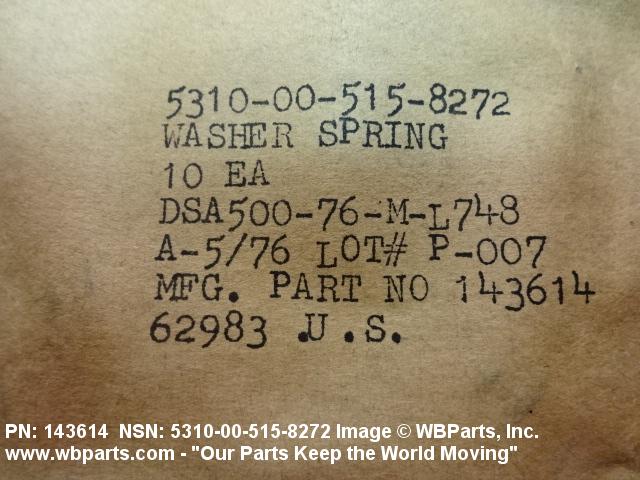 5310-00-515-8272
WASHER SPRING
10 EA
DSA500-76-M-L748
A-5/76 LOT# P-007
MFG. PART NO 143614
62983 .U.S.
PN: 143614 NSN: 5310-00-515-8272 Image © WBParts, Inc.
www.wbparts.com - "Our Parts Keep the World Moving"